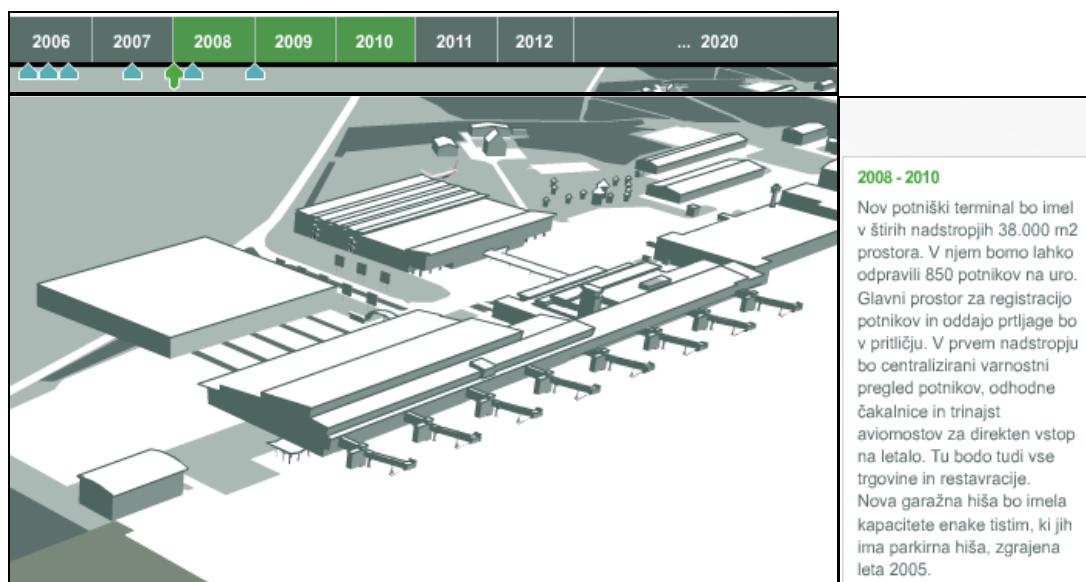 2006 2007 2008 2009 2010 2011 2012 ... 2020
2008 - 2010
Nov potniški terminal bo imel
v štirih nadstropjih 38.000 m2
prostora. V njem bomo lahko
odpravili 850 potnikov na uro.
Glavni prostor za registracijo
potnikov in oddajo prtljage bo
v pritličju. V prvem nadstropju
bo centralizirani varnostni
pregled potnikov, odhodne
čakalnice in trinajst
aviomostov za direkten vstop
na letalo. Tu bodo tudi vse
trgovine in restavracije.
Nova garažna hiša bo imela
kapacitete enake tistim, ki jih
ima parkirna hiša, zgrajena
leta 2005.